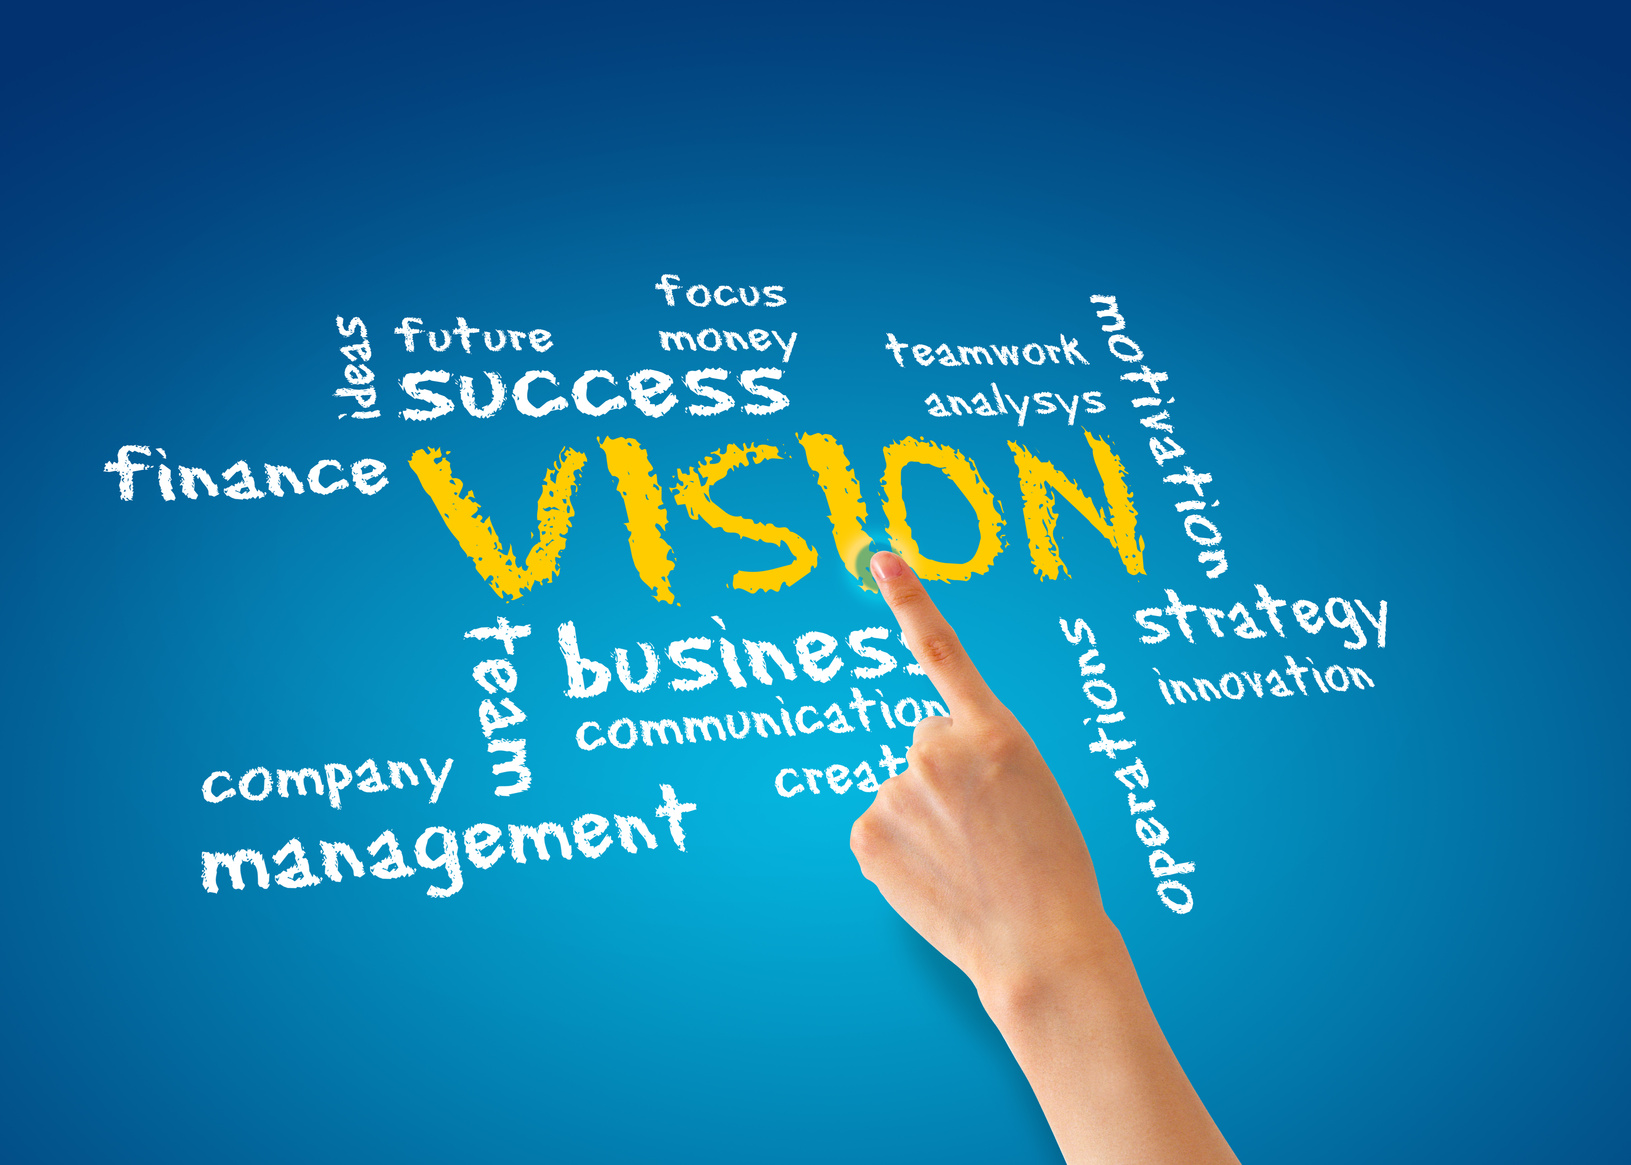 focus
ideas
future
money
teamwork
motivation
success
analysys
finance
VISION
team
business
strategy
operations
innovation
communication
company
creat
management